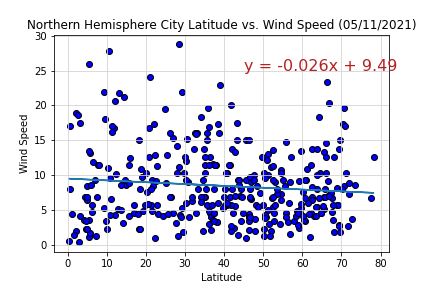 Northern Hemisphere City Latitude vs. Wind Speed (05/11/2021)
30
25
20
15
10
5
0
Wind Speed
y = -0.026x + 9.49
0 10 20 30 40 50 60 70 80
Latitude